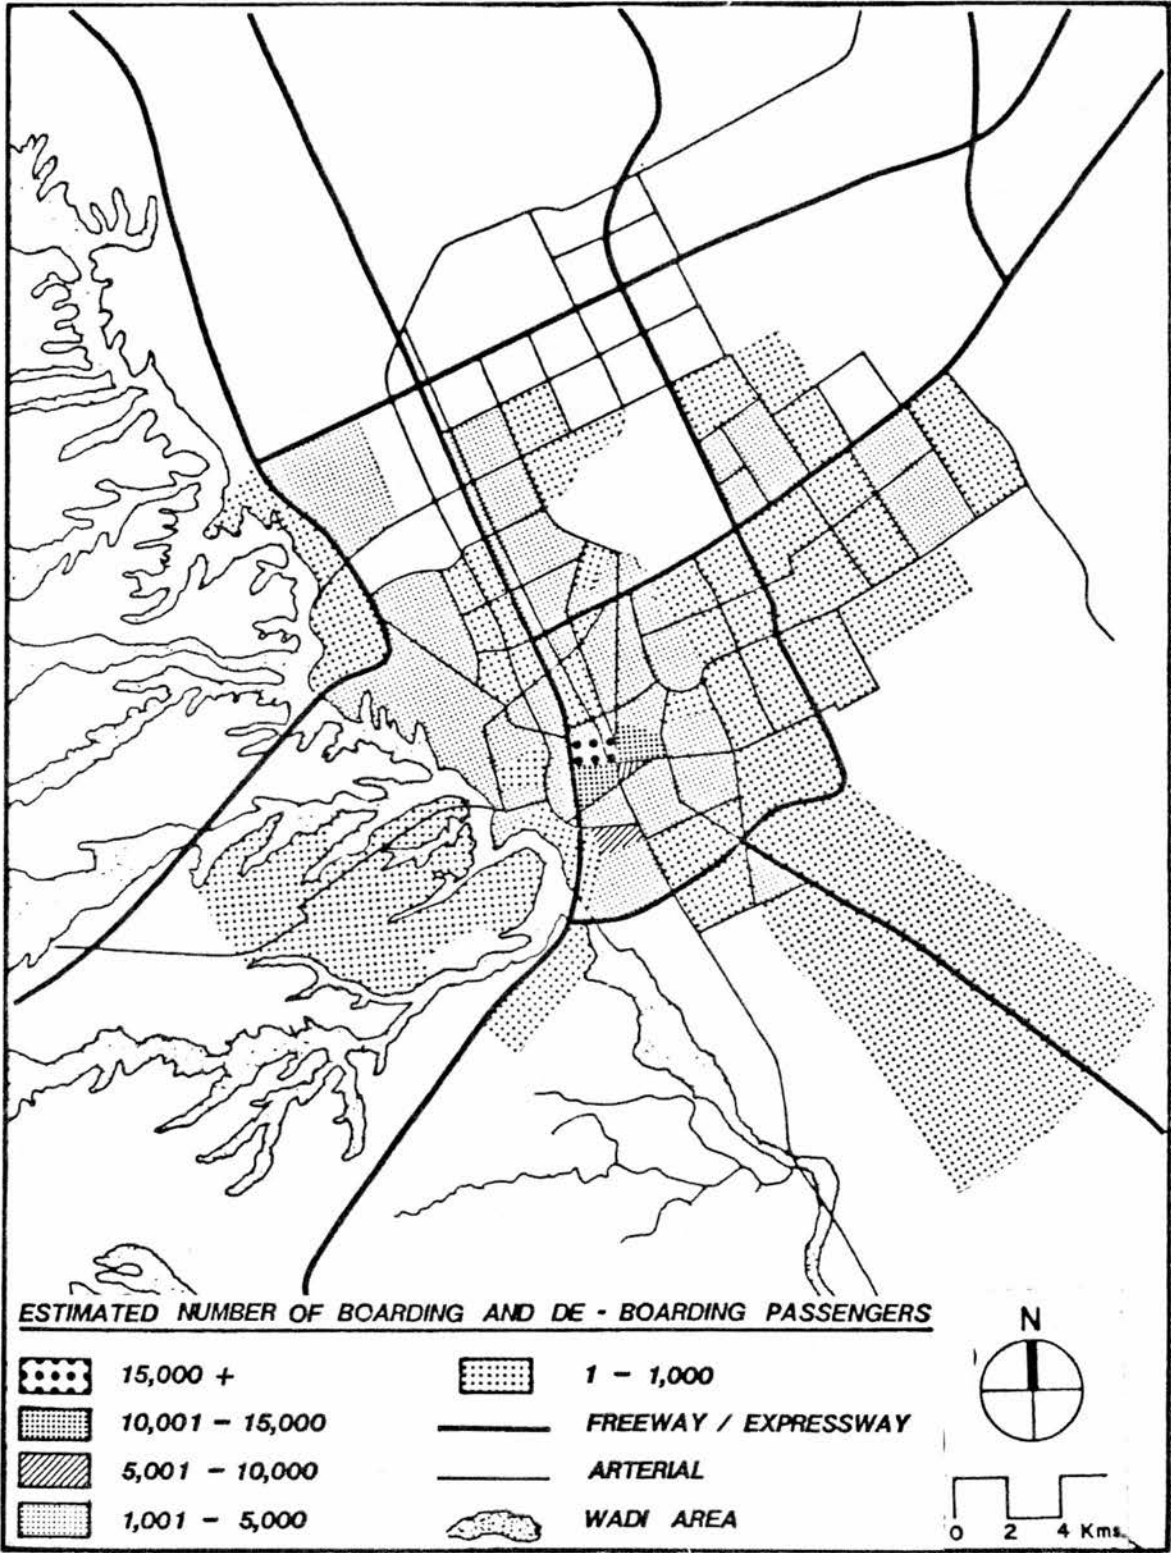 ESTIMATED NUMBER OF BOARDING AND DE - BOARDING PASSENGERS
15,000 +
10,001 - 15,000
5,001 - 10,000
1,001 - 5,000
1 - 1,000
FREEWAY / EXPRESSWAY
ARTERIAL
WADI AREA
N
0 2 4 Kms.